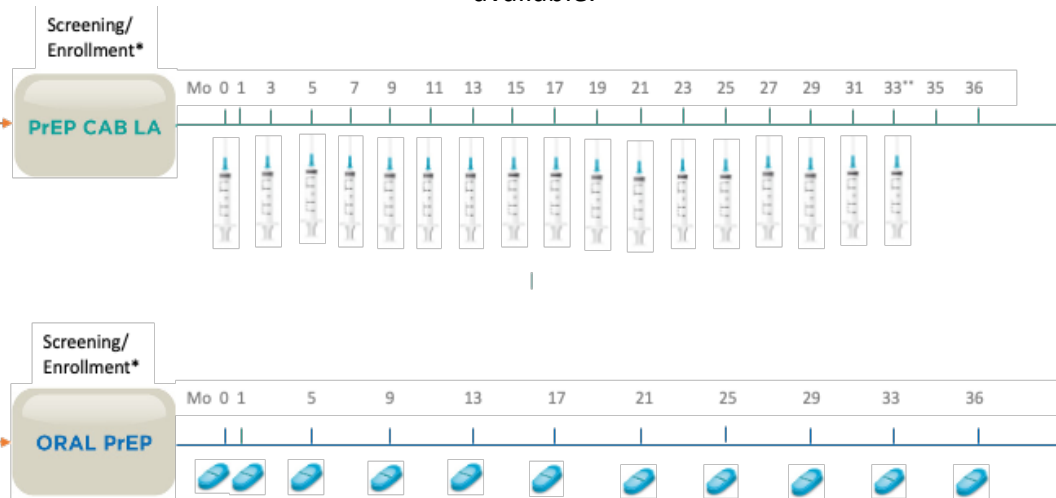 available.
Screening/
Enrollment*
Mo 0 1 3 5 7 9 11 13 15 17 19 21 23 25 27 29 31 33** 35 36
PrEP CAB LA
Screening/
Enrollment*
Mo 0 1 5 9 13 17 21 25 29 33 36
ORAL PrEP